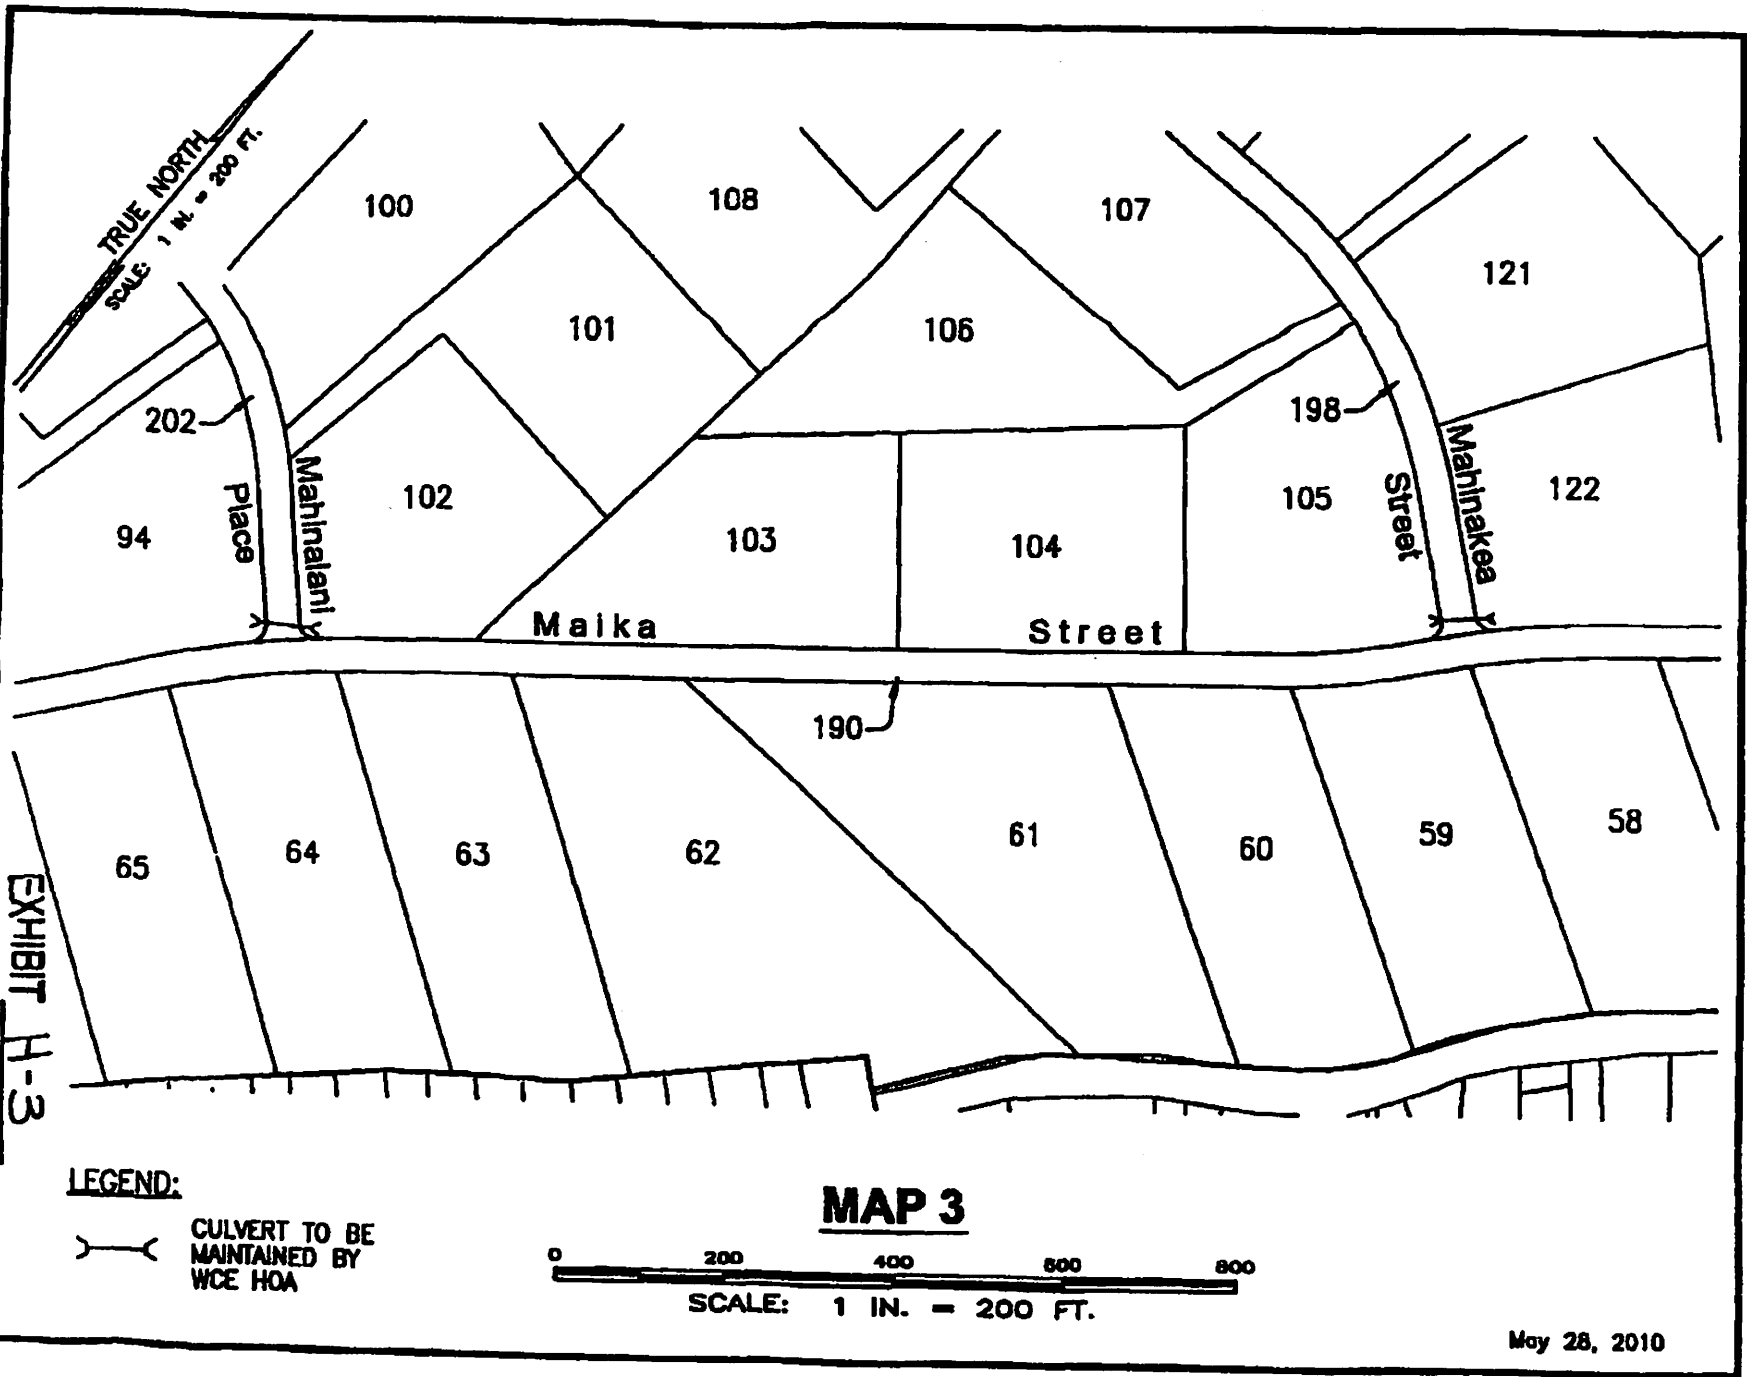 TRUE NORTH
SCALE: 1 IN. = 200 FT.
100
108
107
121
101
106
202
198
Mahinalani
Place
Mahinakea
Street
94
102
103
104
105
122
Maika Street
190
65
64
63
62
61
60
59
58
EXHIBIT H-3
LEGEND:
CULVERT TO BE
MAINTAINED BY
WCE HOA
MAP 3
0 200 400 600 800
SCALE: 1 IN. = 200 FT.
May 28, 2010